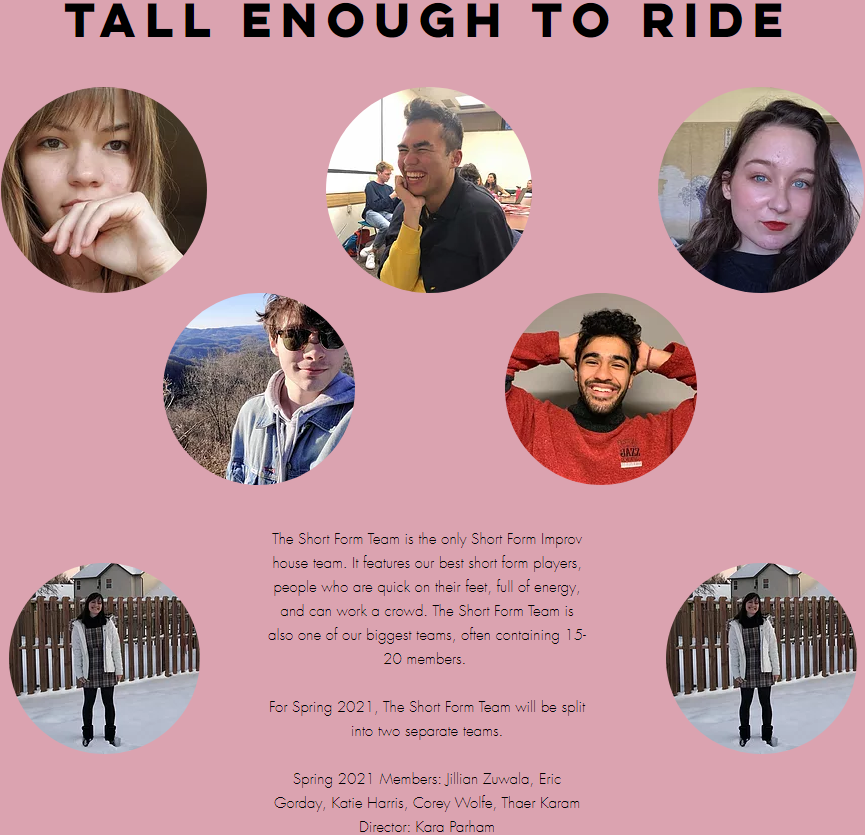 TALL ENOUGH TO RIDE
JAZZ
The Short Form Team is the only Short Form Improv
house team. It features our best short form players,
people who are quick on their feet, full of energy,
and can work a crowd. The Short Form Team is
also one of our biggest teams, often containing 15-
20 members.
For Spring 2021, The Short Form Team will be split
into two separate teams.
Spring 2021 Members: Jillian Zuwala, Eric
Gorday, Katie Harris, Corey Wolfe, Thaer Karam
Director: Kara Parham